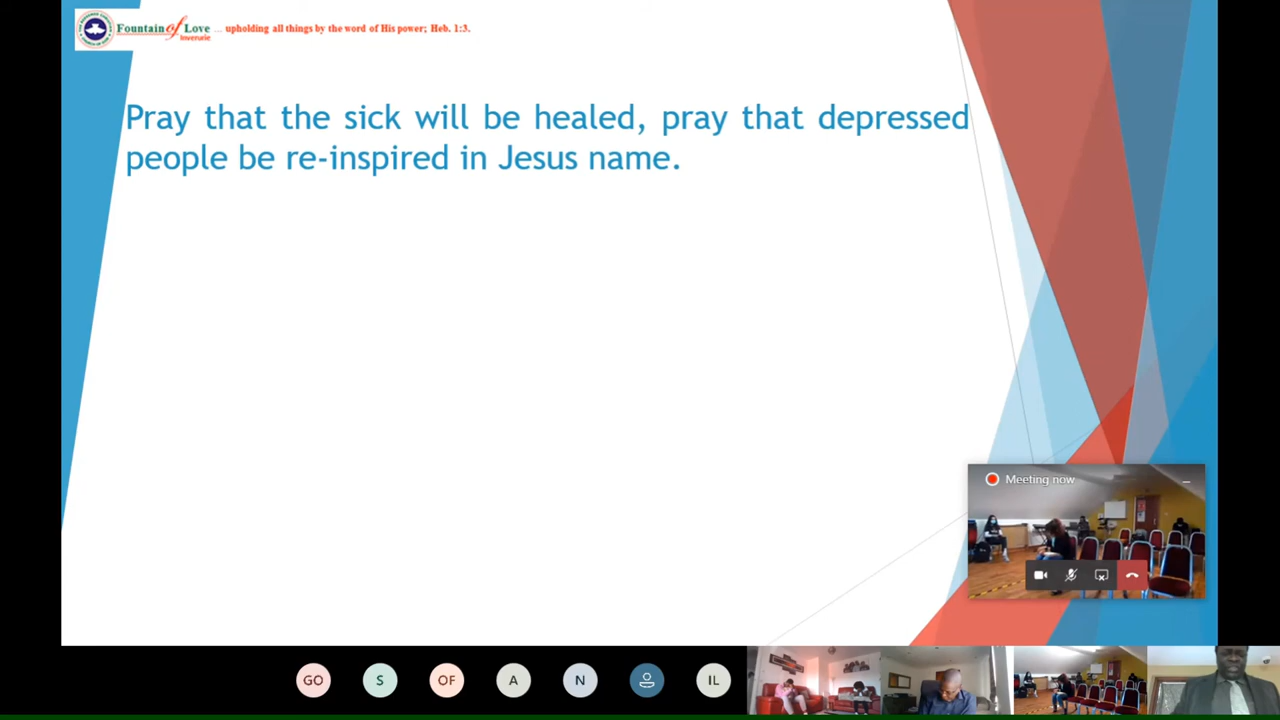 Fountain of Love ... upholding all things by the word of His power; Heb. 1:3.
Inverurie
Pray that the sick will be healed, pray that depressed
people be re-inspired in Jesus name.
Meeting now
GO S OF A N IL